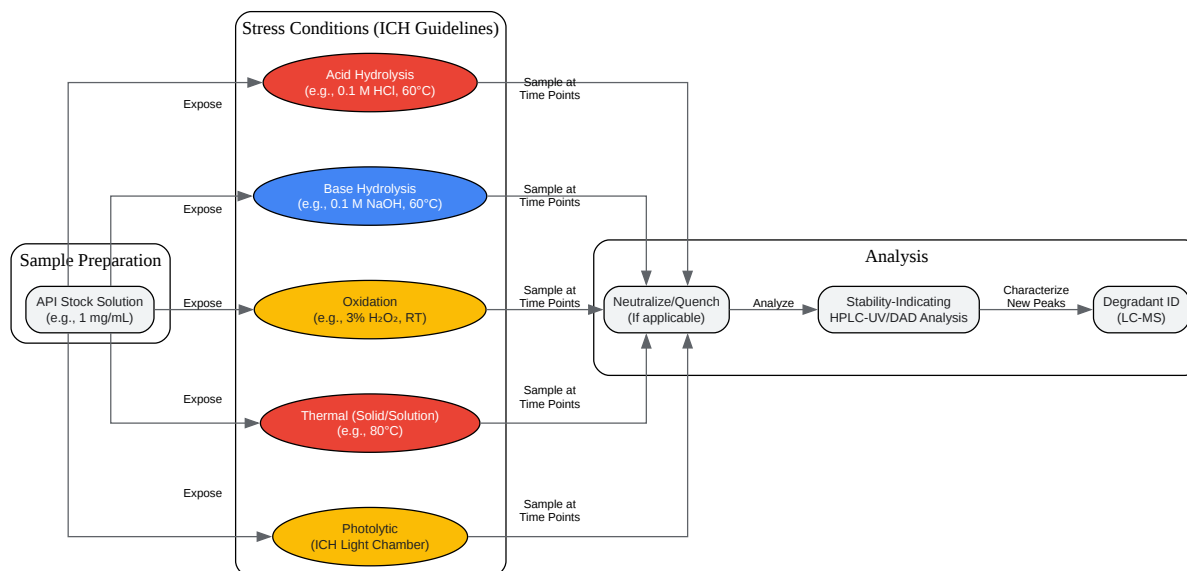 Stress Conditions (ICH Guidelines)
Acid Hydrolysis
(e.g., 0.1 M HCl, 60°C)
Expose
Sample at
Time Points
Base Hydrolysis
(e.g., 0.1 M NaOH, 60°C)
Expose
Sample at
Time Points
Sample Preparation
API Stock Solution
(e.g., 1 mg/mL)
Expose
Oxidation
(e.g., 3% H₂O₂, RT)
Sample at
Time Points
Analysis
Neutralize/Quench
(If applicable)
Analyze
Stability-Indicating
HPLC-UV/DAD Analysis
Characterize
New Peaks
Degradant ID
(LC-MS)
Expose
Thermal (Solid/Solution)
(e.g., 80°C)
Sample at
Time Points
Expose
Photolytic
(ICH Light Chamber)
Sample at
Time Points